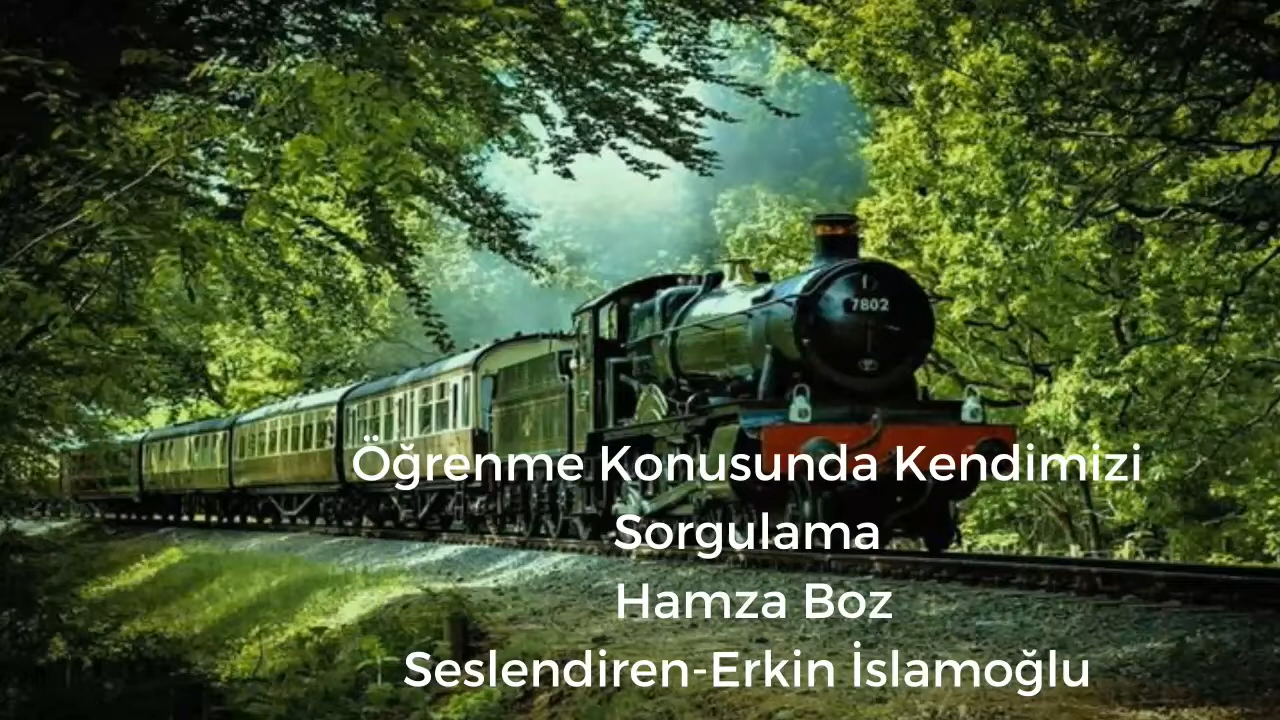 7802
Öğrenme Konusunda Kendimizi
Sorgulama
Hamza Boz
Seslendiren-Erkin İslamoğlu